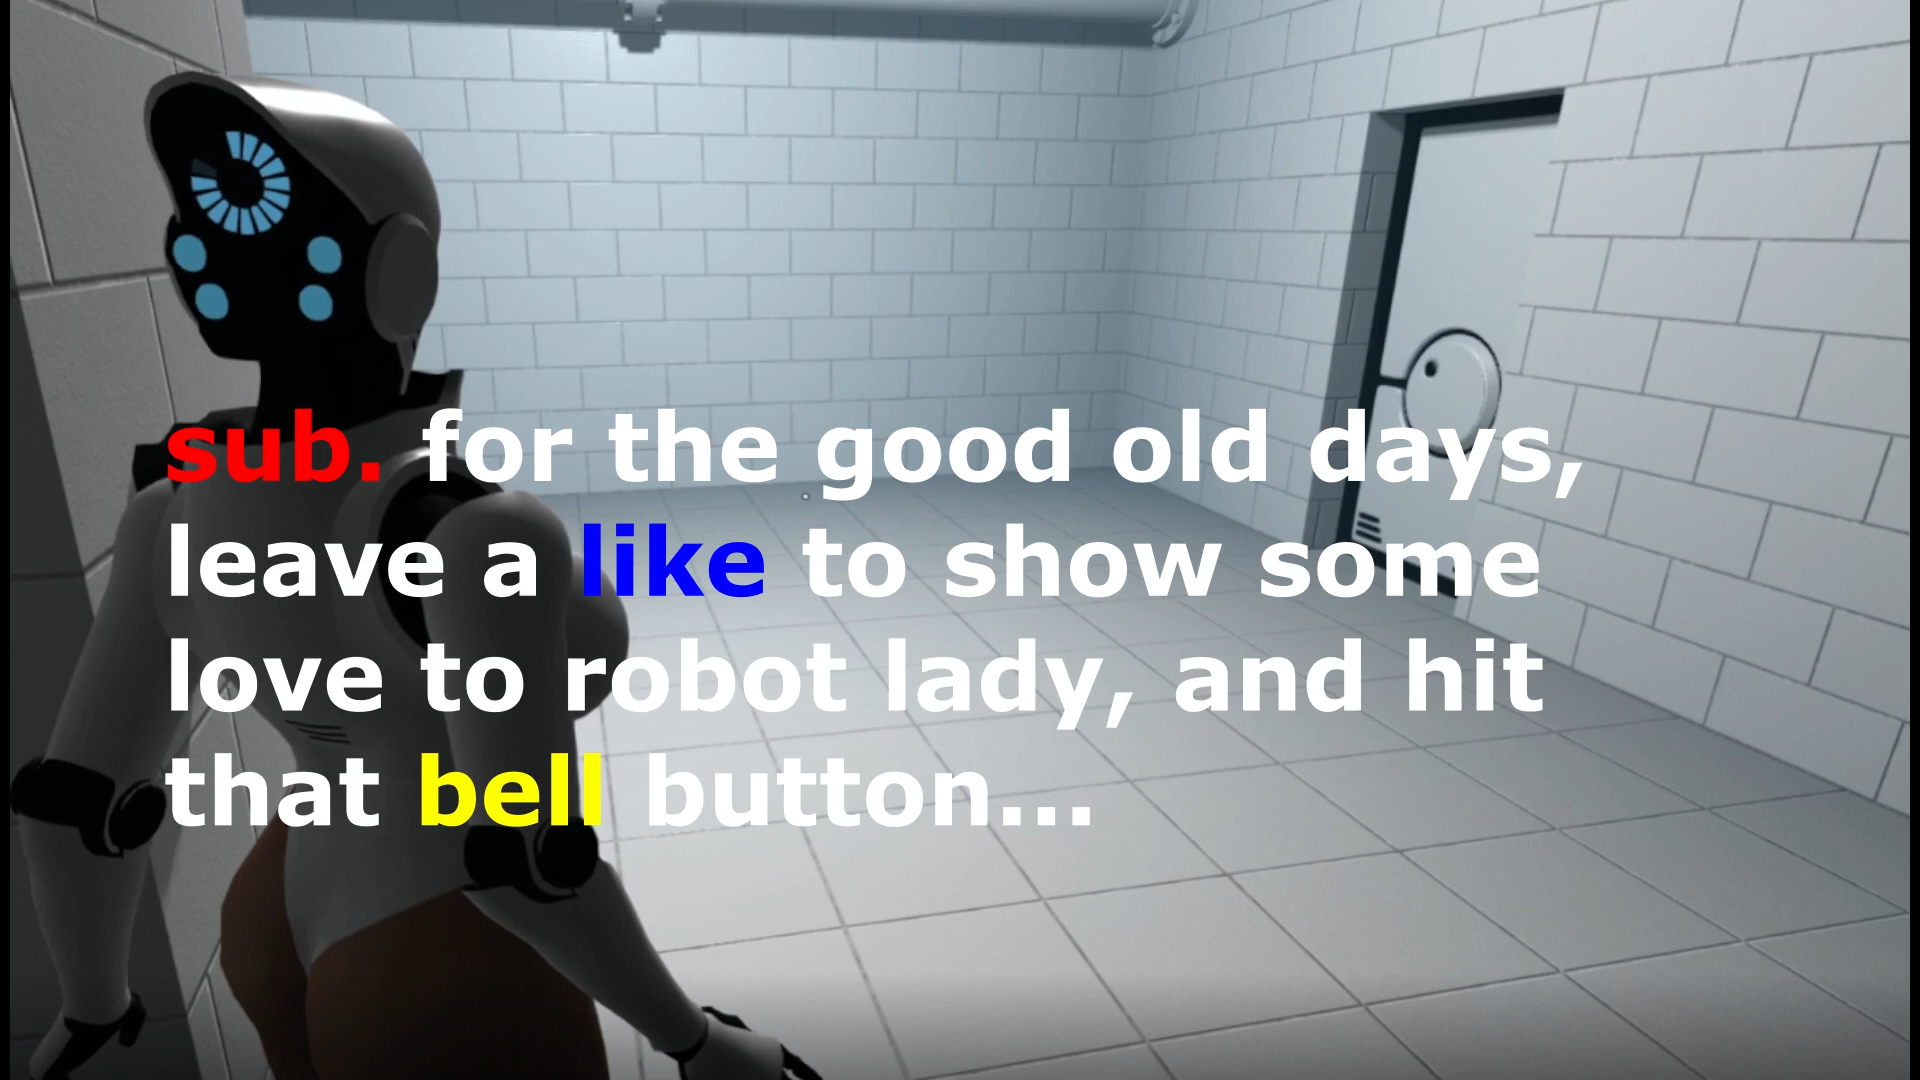 sub. for the good old days,
leave a like to show some
love to robot lady, and hit
that bell button...